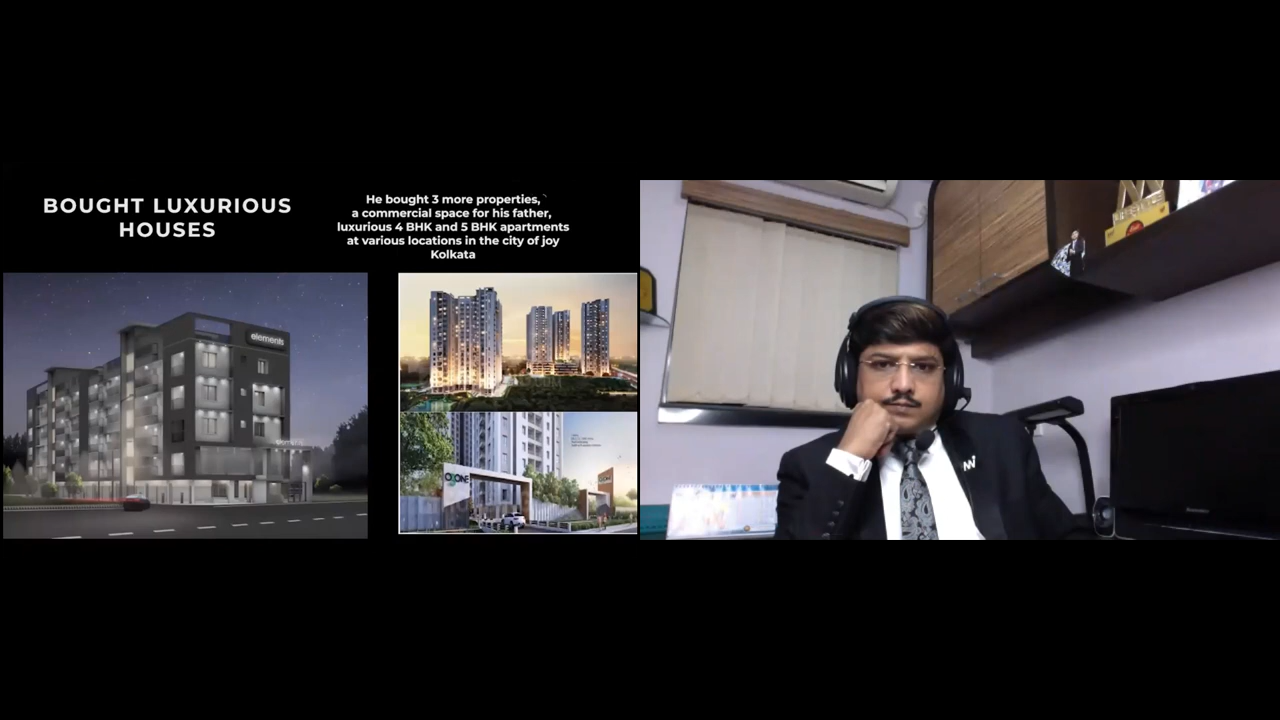 BOUGHT LUXURIOUS
HOUSES
He bought 3 more properties,
a commercial space for his father,
luxurious 4 BHK and 5 BHK apartments
at various locations in the city of joy
Kolkata
elements
OZONE